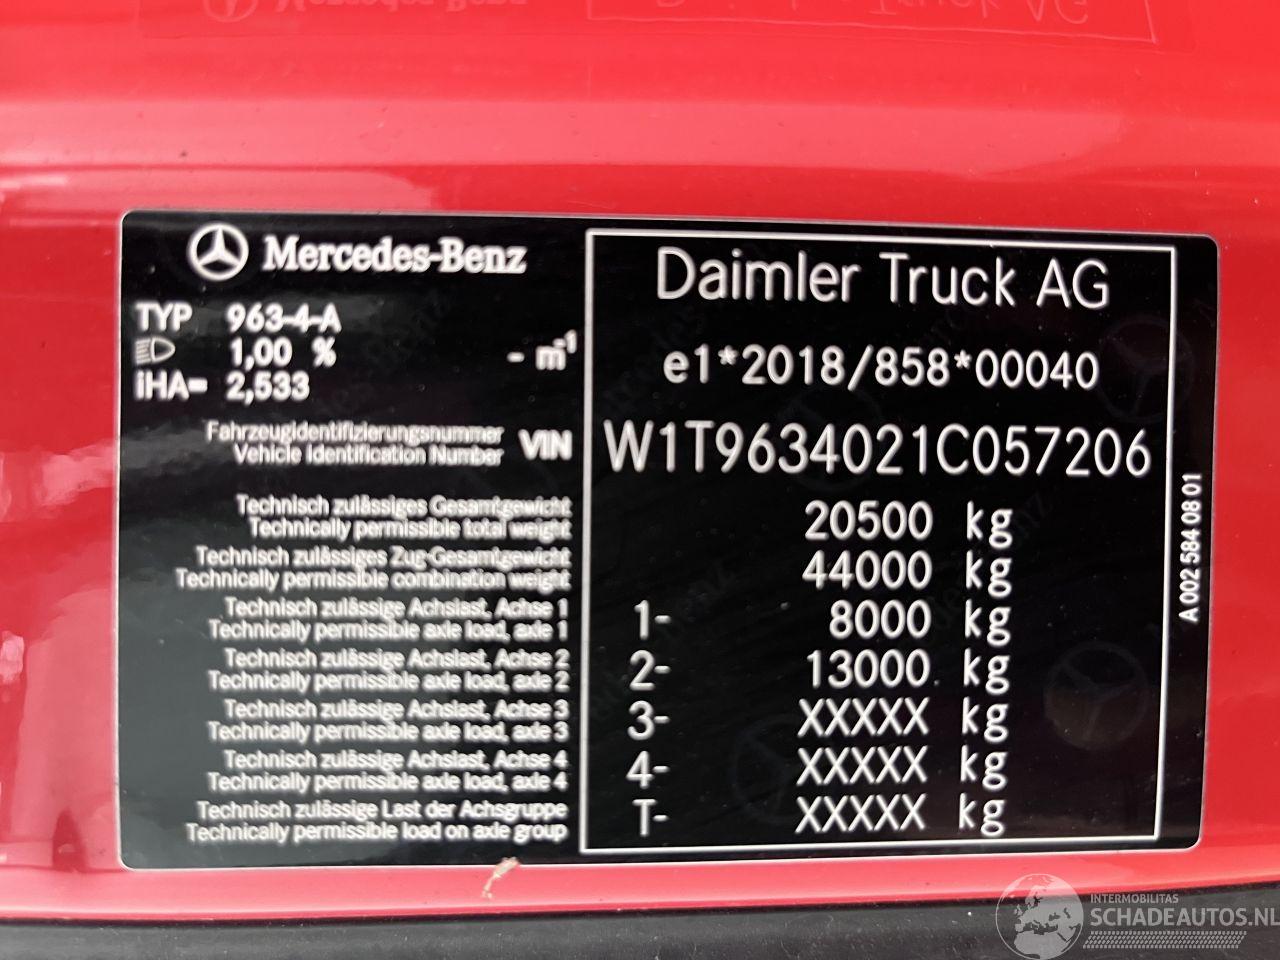 Mercedes-Benz
TYP 963-4-A
1,00 % - m-1
iHA= 2,533
Fahrzeugidentifizierungsnummer
Vehicle Identification Number
VIN
Technisch zulässiges Gesamtgewicht
Technically permissible total weight
Technisch zulässiges Zug-Gesamtgewicht
Technically permissible combination weight
Technisch zulässige Achslast, Achse 1
Technically permissible axle load, axle 1
Technisch zulässige Achslast, Achse 2
Technically permissible axle load, axle 2
Technisch zulässige Achslast, Achse 3
Technically permissible axle load, axle 3
Technisch zulässige Achslast, Achse 4
Technically permissible axle load, axle 4
Technisch zulässige Last der Achsgruppe
Technically permissible load on axle group
Daimler Truck AG
e1*2018/858*00040
W1T9634021C057206
20500 kg
44000 kg
1- 8000 kg
2- 13000 kg
3- XXXXX kg
4- XXXXX kg
T- XXXXX kg
A 002 584 08 01
INTERMOBILITAS
SCHADEAUTOS.NL